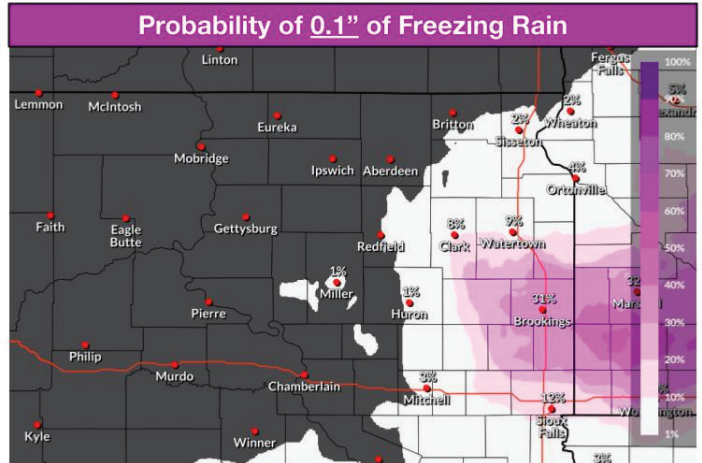 Probability of 0.1” of Freezing Rain
Linton
Fergus
Falls
100%
Lemmon
McIntosh
5%
90%
Eureka
Britton
2%
Sisseton
2%
Wheaton
80%
Mobridge
Ipswich
Aberdeen
4%
Ortonville
70%
60%
Faith
Eagle
Butte
Gettysburg
Redfield
8%
Clark
9%
Watertown
50%
1%
Miller
40%
Pierre
1%
Huron
31%
Brookings
30%
Philip
Murdo
Chamberlain
20%
3%
Mitchell
12%
Sioux
Falls
10%
Kyle
Winner
1%
3%